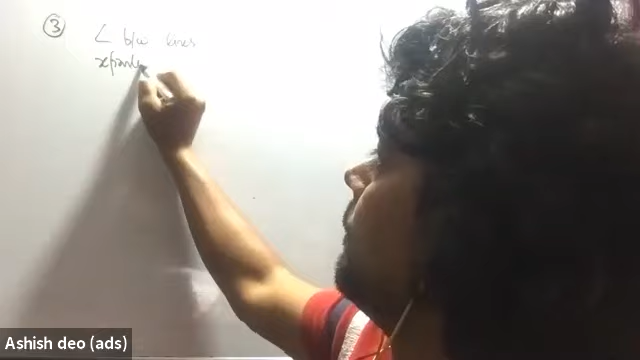 ③ ∠ b/w lines
Ashish deo (ads)